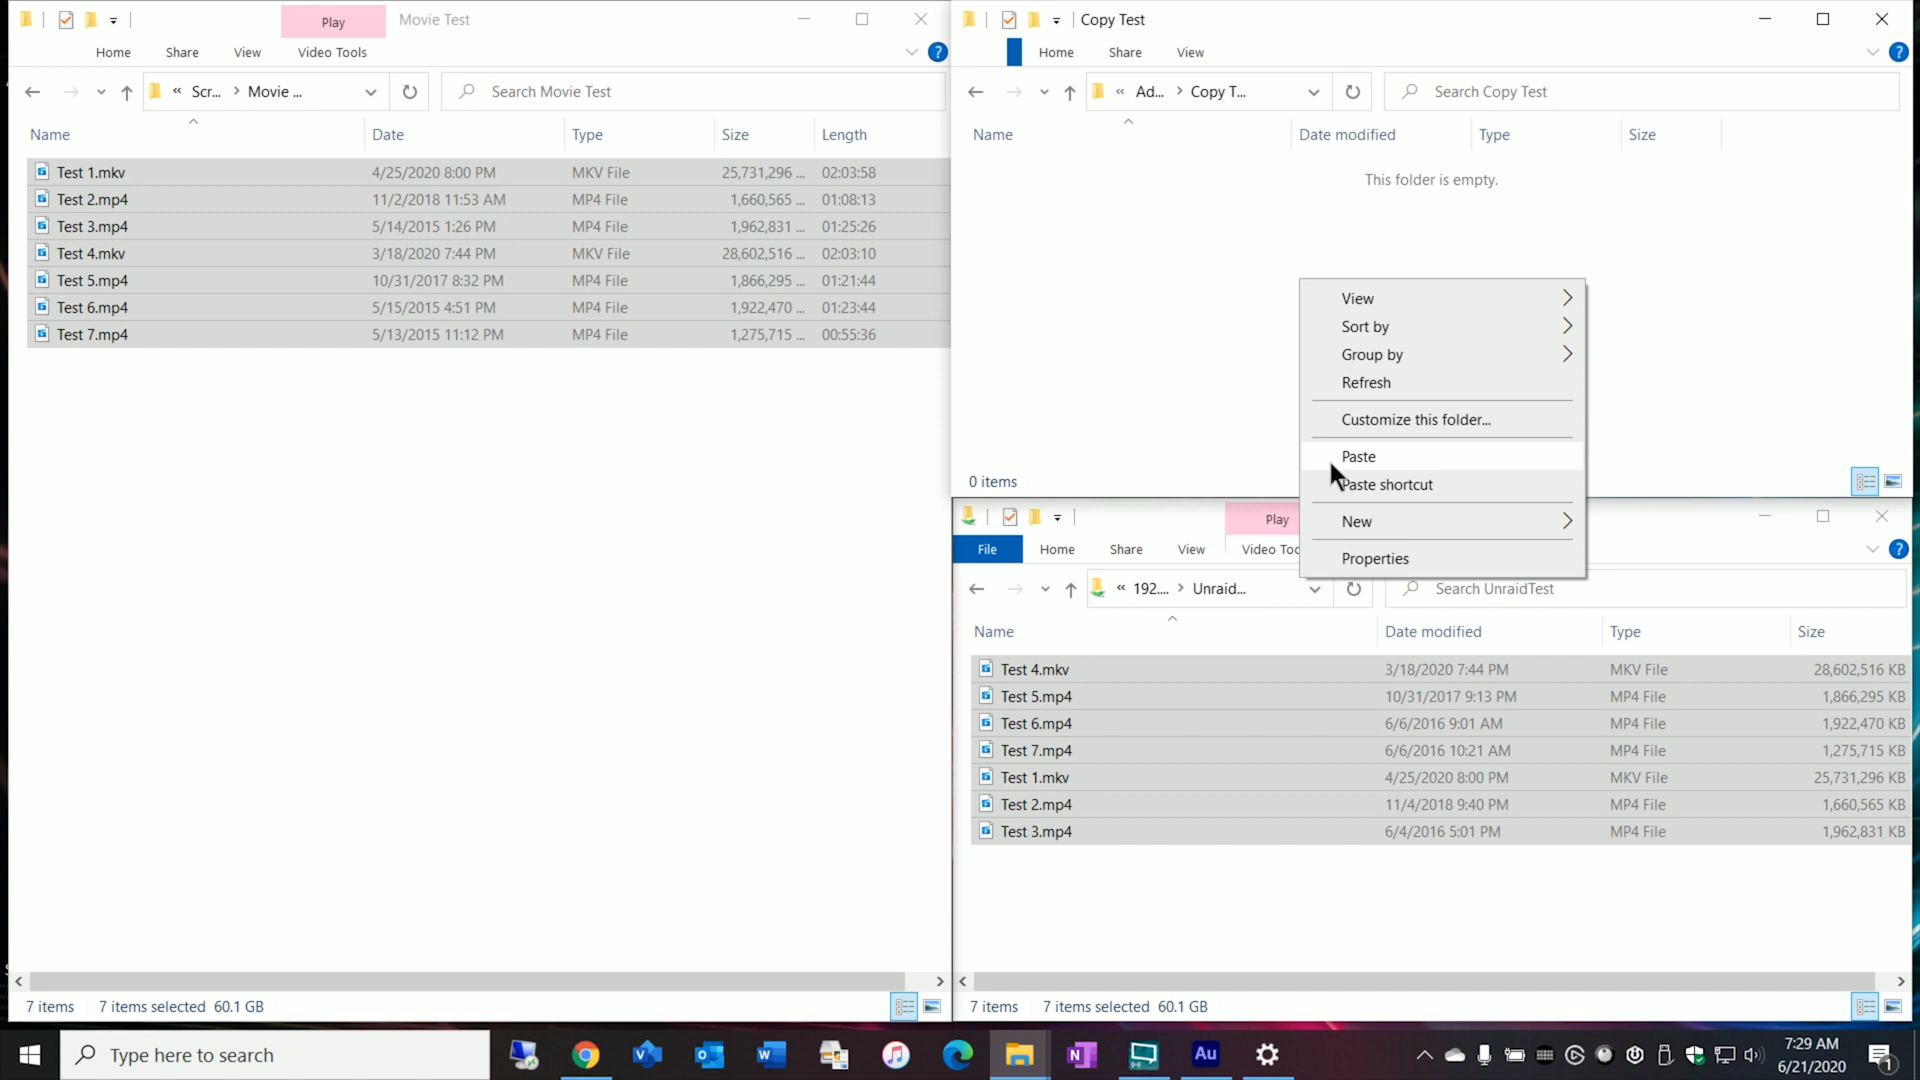 Play
Movie Test
Home Share View Video Tools
« Scr... > Movie ...
Search Movie Test
Name Date Type Size Length
Test 1.mkv 4/25/2020 8:00 PM MKV File 25,731,296 ... 02:03:58
Test 2.mp4 11/2/2018 11:53 AM MP4 File 1,660,565 ... 01:08:13
Test 3.mp4 5/14/2015 1:26 PM MP4 File 1,962,831 ... 01:25:26
Test 4.mkv 3/18/2020 7:44 PM MKV File 28,602,516 ... 02:03:10
Test 5.mp4 10/31/2017 8:32 PM MP4 File 1,866,295 ... 01:21:44
Test 6.mp4 5/15/2015 4:51 PM MP4 File 1,922,470 ... 01:23:44
Test 7.mp4 5/13/2015 11:12 PM MP4 File 1,275,715 ... 00:55:36
7 items 7 items selected 60.1 GB
Copy Test
Home Share View
« Ad... > Copy T...
Search Copy Test
Name Date modified Type Size
This folder is empty.
0 items
View
Sort by
Group by
Refresh
Customize this folder...
Paste
Paste shortcut
New
Properties
Play
File Home Share View Video Too
« 192.... > Unraid...
Search UnraidTest
Name Date modified Type Size
Test 4.mkv 3/18/2020 7:44 PM MKV File 28,602,516 KB
Test 5.mp4 10/31/2017 9:13 PM MP4 File 1,866,295 KB
Test 6.mp4 6/6/2016 9:01 AM MP4 File 1,922,470 KB
Test 7.mp4 6/6/2016 10:21 AM MP4 File 1,275,715 KB
Test 1.mkv 4/25/2020 8:00 PM MKV File 25,731,296 KB
Test 2.mp4 11/4/2018 9:40 PM MP4 File 1,660,565 KB
Test 3.mp4 6/4/2016 5:01 PM MP4 File 1,962,831 KB
7 items 7 items selected 60.1 GB
Type here to search
Au
7:29 AM
6/21/2020
1